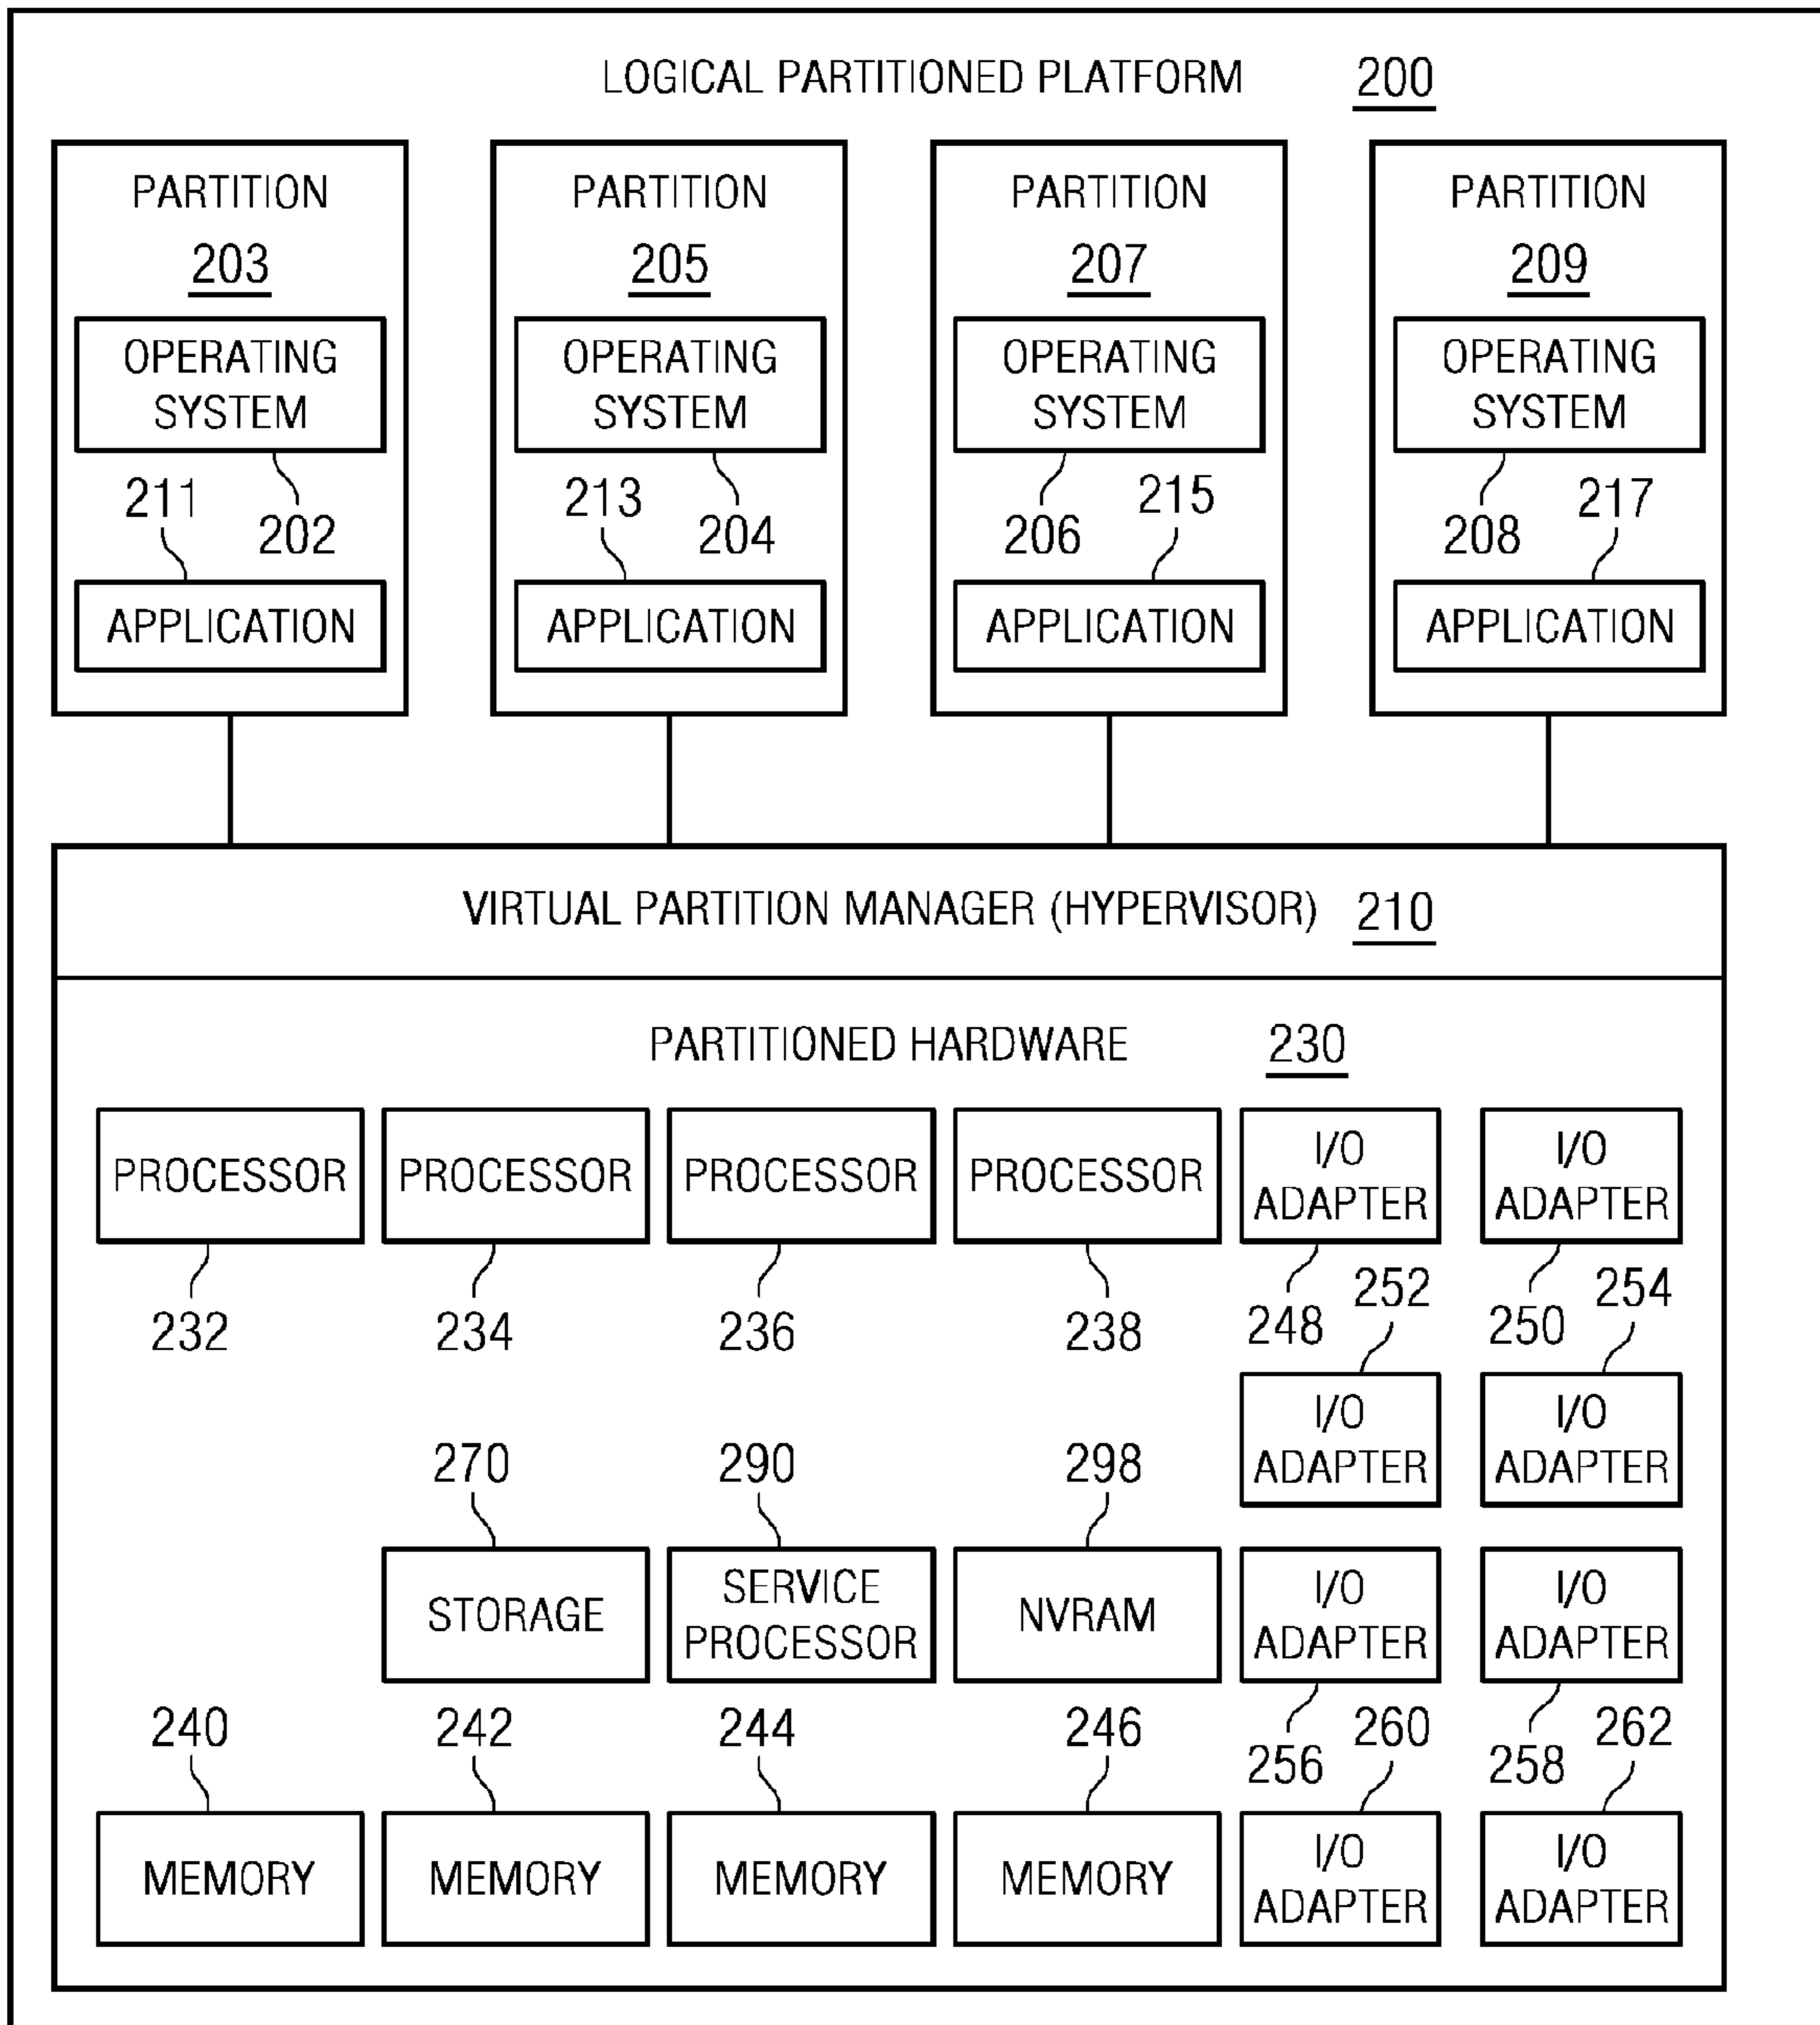 LOGICAL PARTITIONED PLATFORM 200
PARTITION
203
OPERATING
SYSTEM
211
202
APPLICATION
PARTITION
205
OPERATING
SYSTEM
213
204
APPLICATION
PARTITION
207
OPERATING
SYSTEM
215
206
APPLICATION
PARTITION
209
OPERATING
SYSTEM
217
208
APPLICATION
VIRTUAL PARTITION MANAGER (HYPERVISOR) 210
PARTITIONED HARDWARE 230
PROCESSOR
232
PROCESSOR
234
PROCESSOR
236
PROCESSOR
238
I/O
ADAPTER
248
I/O
ADAPTER
250
252
I/O
ADAPTER
254
I/O
ADAPTER
270
STORAGE
290
SERVICE
PROCESSOR
298
NVRAM
I/O
ADAPTER
256
I/O
ADAPTER
258
240
MEMORY
242
MEMORY
244
MEMORY
246
MEMORY
260
I/O
ADAPTER
262
I/O
ADAPTER